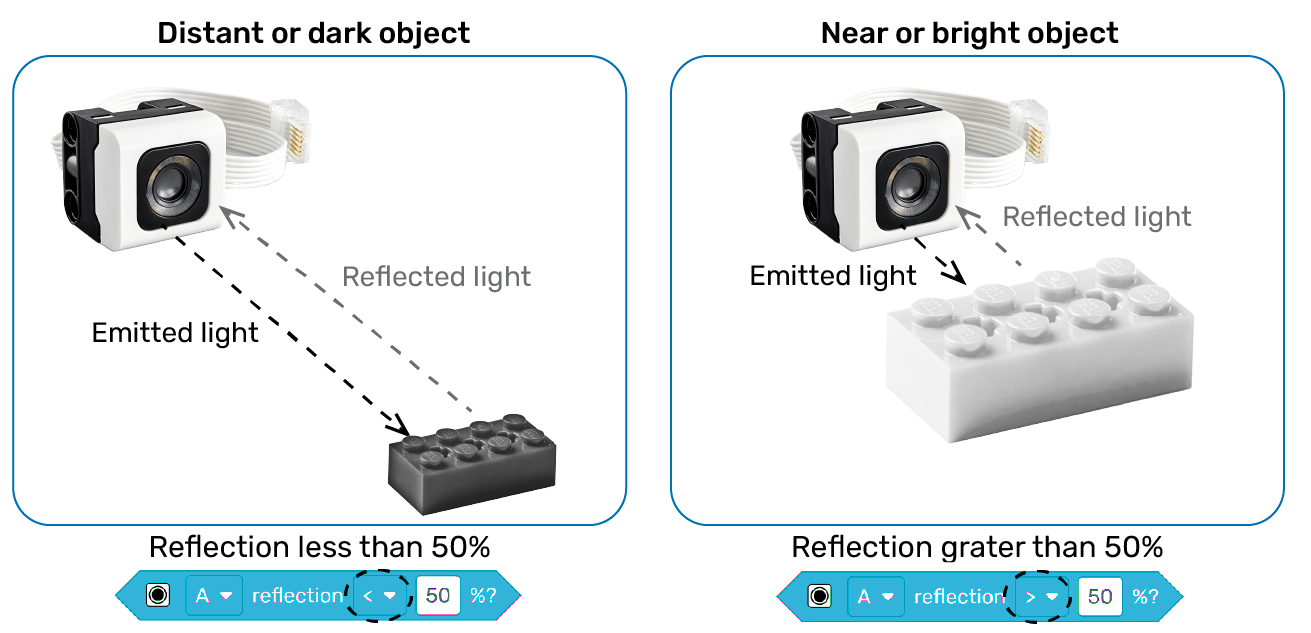 Distant or dark object
Reflected light
Emitted light
Reflection less than 50%
A reflection < 50 %?
Near or bright object
Reflected light
Emitted light
Reflection grater than 50%
A reflection > 50 %?